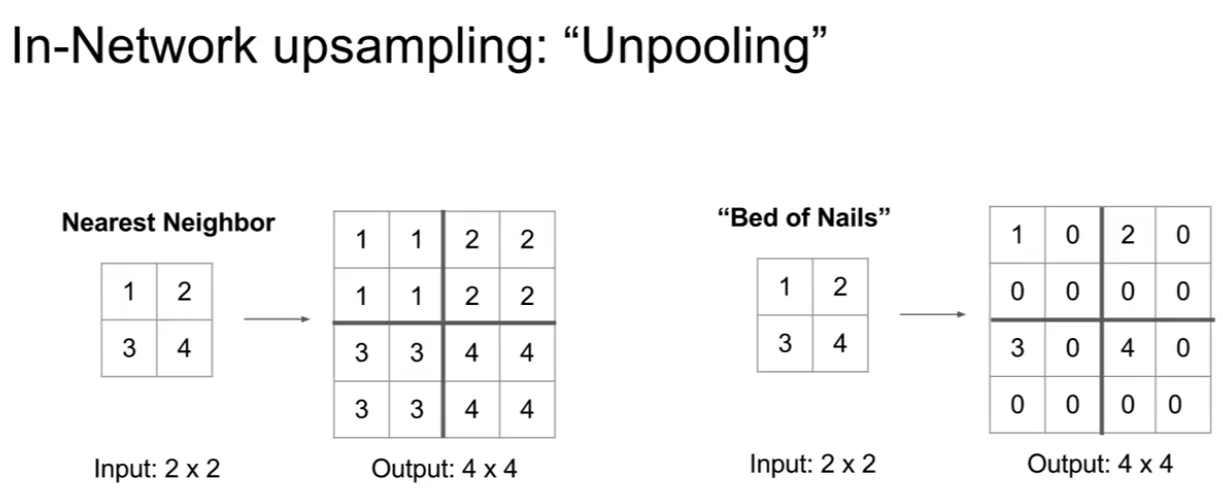 In-Network upsampling: “Unpooling”
Nearest Neighbor
1 2
3 4
Input: 2 x 2
1 1 2 2
1 1 2 2
3 3 4 4
3 3 4 4
Output: 4 x 4
“Bed of Nails”
1 2
3 4
Input: 2 x 2
1 0 2 0
0 0 0 0
3 0 4 0
0 0 0 0
Output: 4 x 4